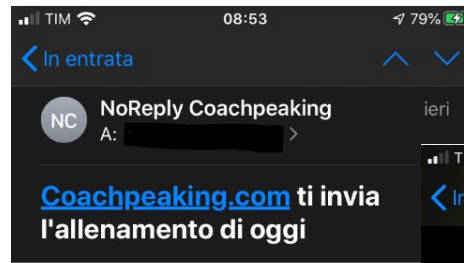 TIM 08:53 79%
In entrata
NC NoReply Coachpeaking ieri
A:
Coachpeaking.com ti invia
l'allenamento di oggi